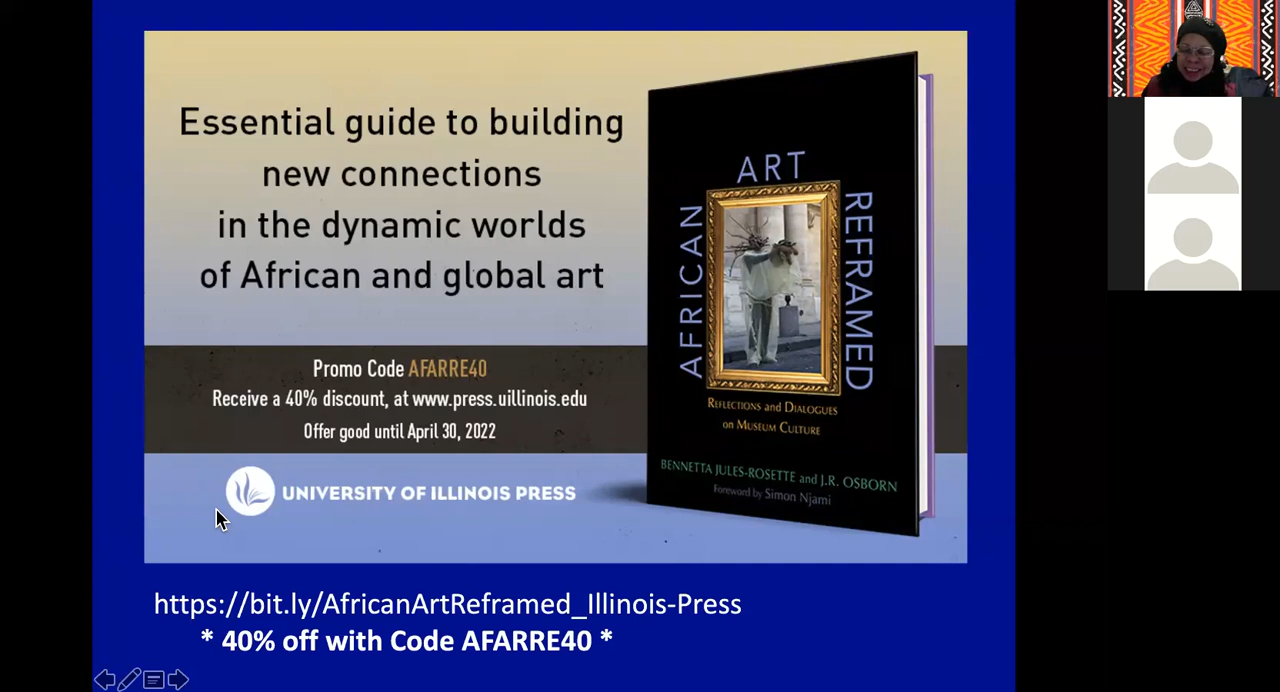 Essential guide to building
new connections
in the dynamic worlds
of African and global art
Promo Code AFARRE40
Receive a 40% discount, at www.press.uillinois.edu
Offer good until April 30, 2022
UNIVERSITY OF ILLINOIS PRESS
AFRICAN
ART
REFRAMED
REFLECTIONS and DIALOGUES
on MUSEUM CULTURE
BENNETTA JULES-ROSETTE and J.R. OSBORN
Foreword by Simon Njami
https://bit.ly/AfricanArtReframed_Illinois-Press
* 40% off with Code AFARRE40 *